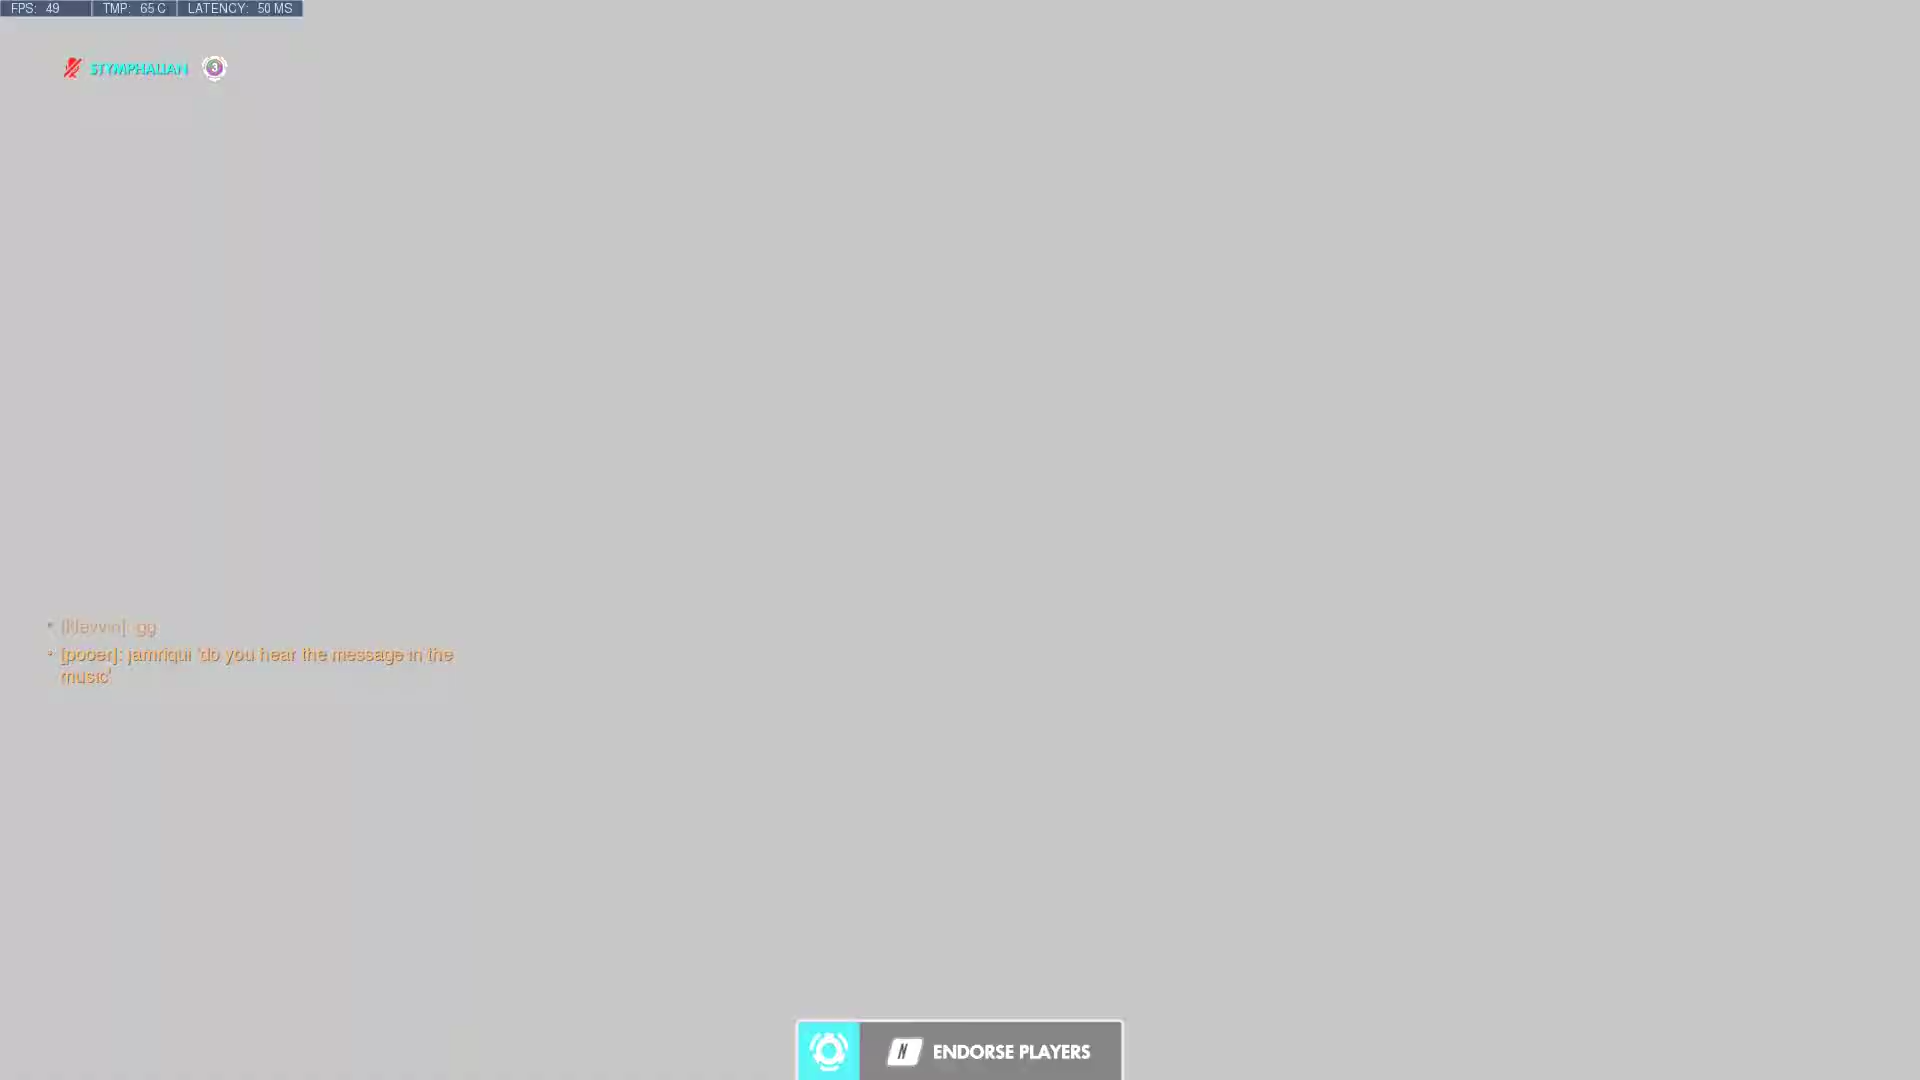 FPS: 49 TMP: 65 C LATENCY: 50 MS
STYMPHALIAN 3
[Klevvin]: gg
[pooer]: jamriqui 'do you hear the message in the
music'
N ENDORSE PLAYERS